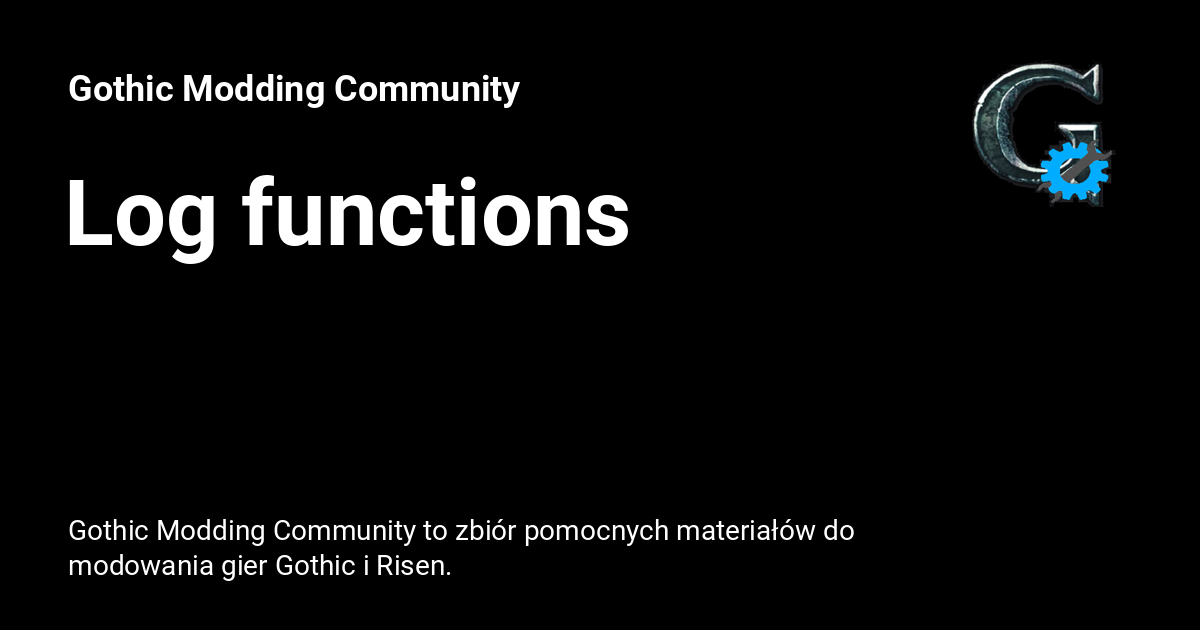 Gothic Modding Community
Log functions
Gothic Modding Community to zbiór pomocnych materiałów do
modowania gier Gothic i Risen.